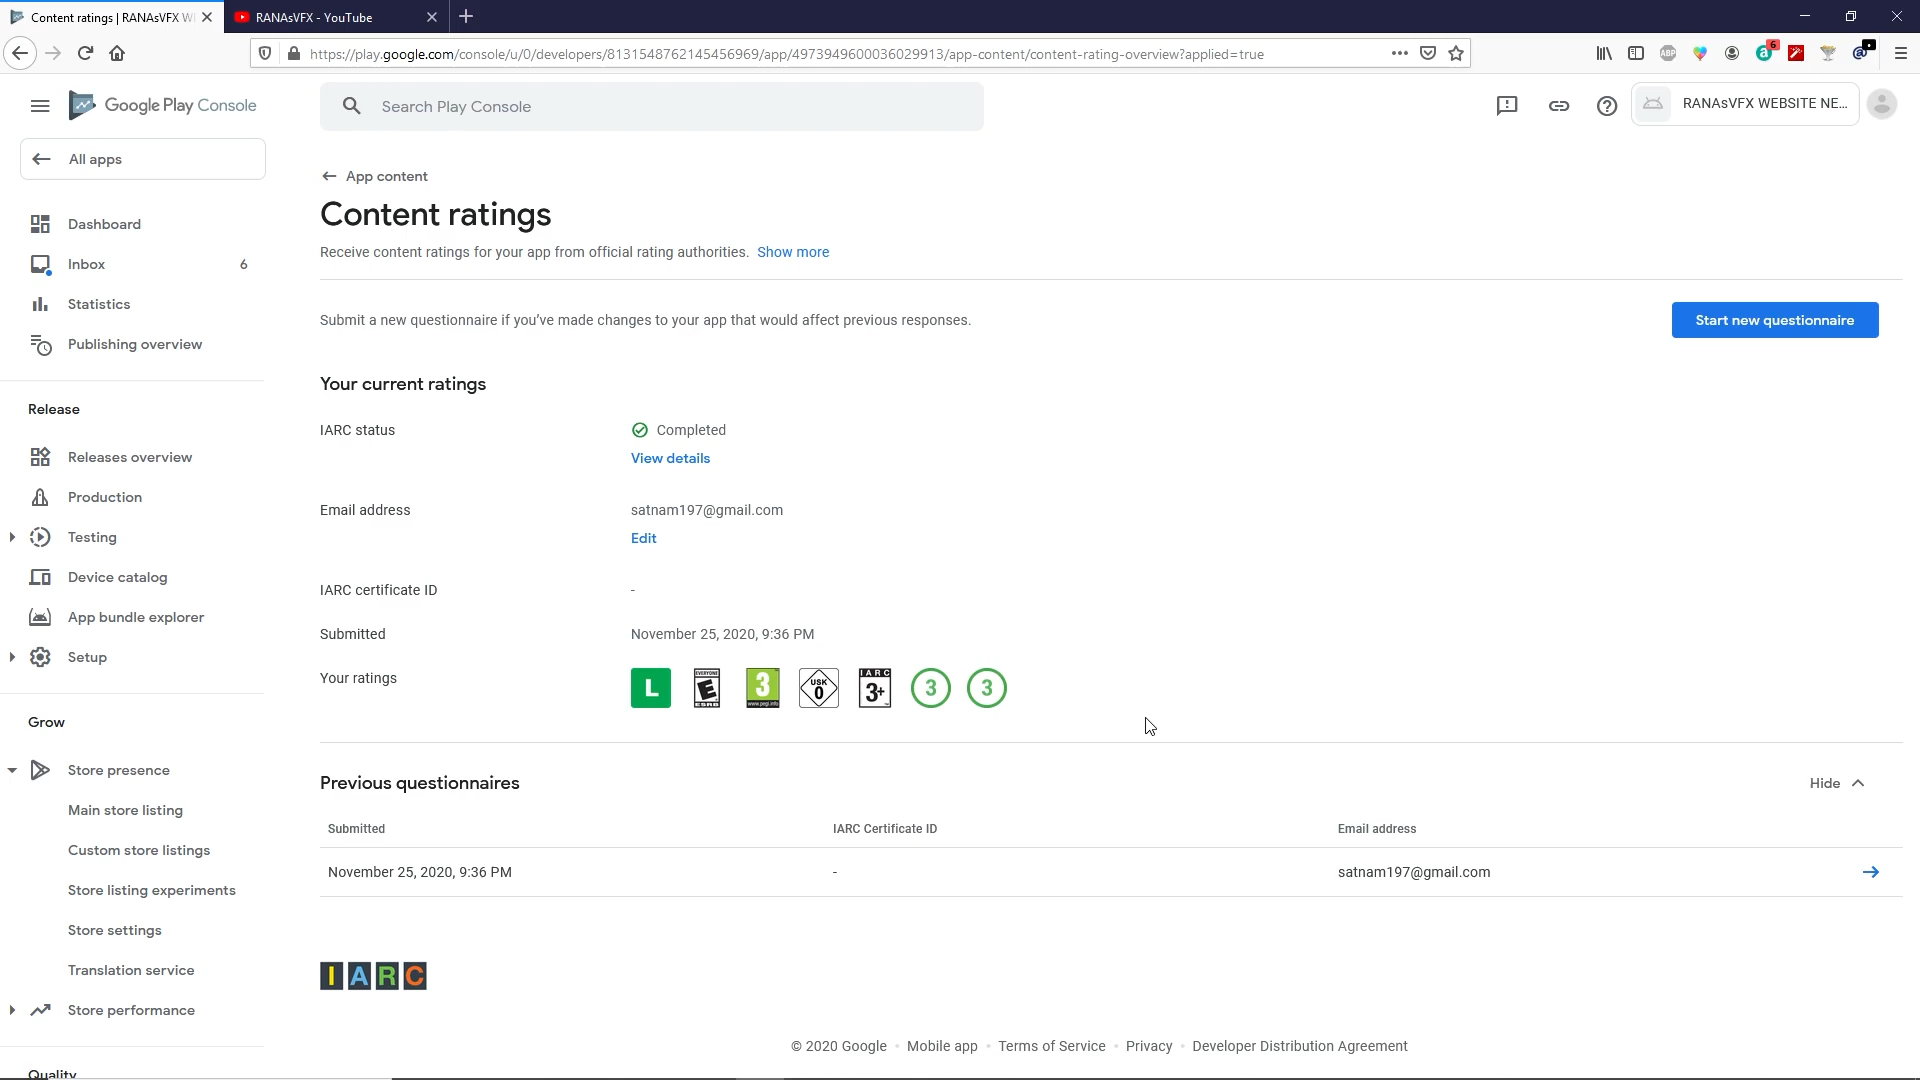 Content ratings | RANAsVFX W
RANAsVFX - YouTube
https://play.google.com/console/u/0/developers/8131548762145456969/app/4973949600036029913/app-content/content-rating-overview?applied=true
ABP
6
Google Play Console
Search Play Console
RANAsVFX WEBSITE NE...
All apps
App content
Content ratings
Dashboard
Receive content ratings for your app from official rating authorities. Show more
Inbox 6
Statistics
Submit a new questionnaire if you've made changes to your app that would affect previous responses.
Start new questionnaire
Publishing overview
Your current ratings
Release
IARC status
Completed
View details
Releases overview
Production
Email address
satnam197@gmail.com
Edit
Testing
Device catalog
IARC certificate ID
-
App bundle explorer
Submitted
November 25, 2020, 9:36 PM
Setup
Your ratings
L
EVERYONE
E
ESRB
3
www.pegi.info
USK
0
IARC
3+
3
3
Grow
Store presence
Previous questionnaires
Hide
Main store listing
Submitted
IARC Certificate ID
Email address
Custom store listings
November 25, 2020, 9:36 PM
-
satnam197@gmail.com
Store listing experiments
Store settings
Translation service
IARC
Store performance
© 2020 Google · Mobile app · Terms of Service · Privacy · Developer Distribution Agreement
Quality